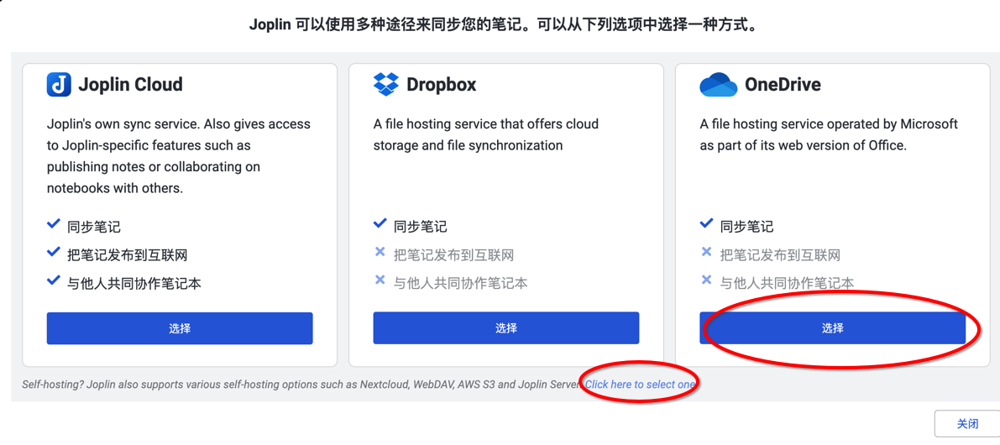 Joplin 可以使用多种途径来同步您的笔记。可以从下列选项中选择一种方式。
Joplin Cloud
Joplin's own sync service. Also gives access
to Joplin-specific features such as
publishing notes or collaborating on
notebooks with others.
同步笔记
把笔记发布到互联网
与他人共同协作笔记本
选择
Dropbox
A file hosting service that offers cloud
storage and file synchronization
同步笔记
把笔记发布到互联网
与他人共同协作笔记本
选择
OneDrive
A file hosting service operated by Microsoft
as part of its web version of Office.
同步笔记
把笔记发布到互联网
与他人共同协作笔记本
选择
Self-hosting? Joplin also supports various self-hosting options such as Nextcloud, WebDAV, AWS S3 and Joplin Server. Click here to select one
关闭